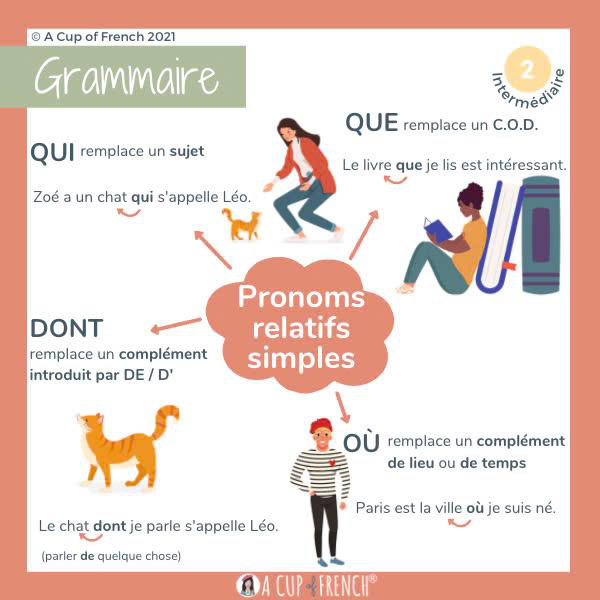 © A Cup of French 2021
Grammaire
2
Intermédiaire
QUI remplace un sujet
Zoé a un chat qui s'appelle Léo.
QUE remplace un C.O.D.
Le livre que je lis est intéressant.
Pronoms
relatifs
simples
DONT
remplace un complément
introduit par DE / D'
Le chat dont je parle s'appelle Léo.
(parler de quelque chose)
OÙ remplace un complément
de lieu ou de temps
Paris est la ville où je suis né.
A CUP of FRENCH®